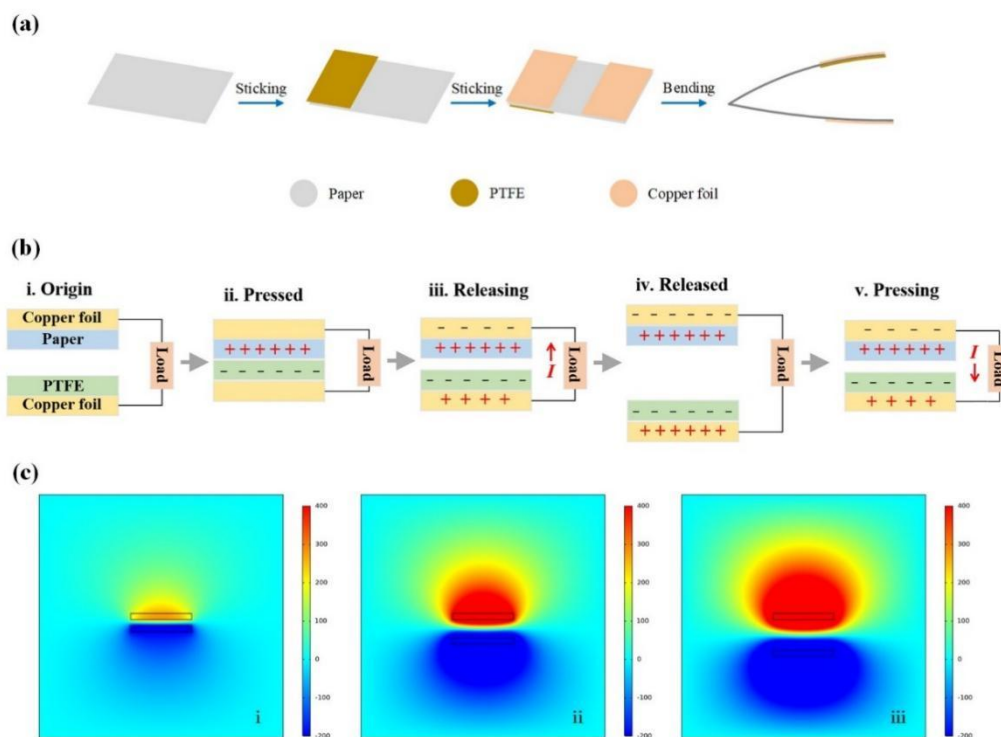 (a)
Sticking
Sticking
Bending
Paper
PTFE
Copper foil
(b)
i. Origin
ii. Pressed
iii. Releasing
iv. Released
v. Pressing
Copper foil
Paper
PTFE
Copper foil
Load
++++++
- - - - - -
Load
- - - -
++++++
- - - - - -
+ + + +
I
Load
- - - - - -
++++++
- - - - - -
++++++
Load
- - - -
++++++
- - - - - -
+ + + +
I
Load
(c)
400
300
200
100
0
-100
-200
i
400
300
200
100
0
-100
-200
ii
400
300
200
100
0
-100
-200
iii